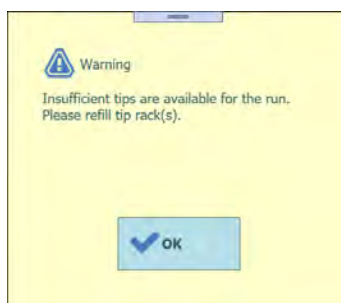 Warning
Insufficient tips are available for the run.
Please refill tip rack(s).
OK